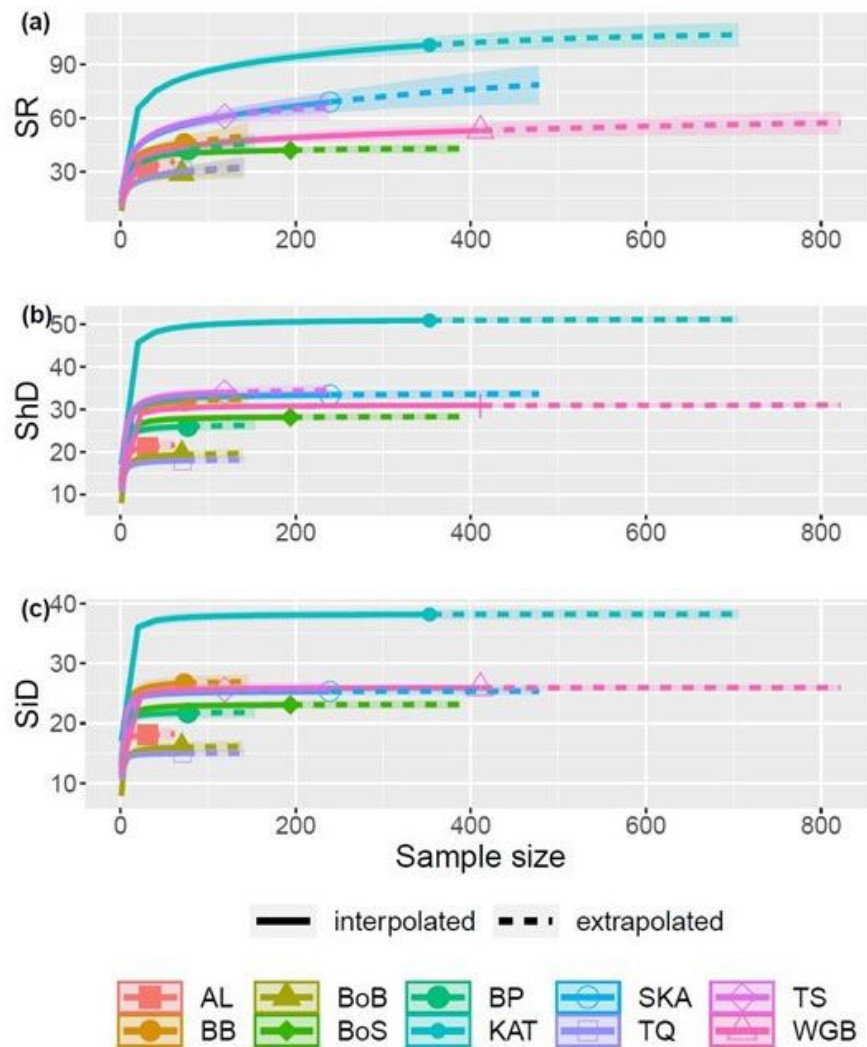 (a)
SR
90
60
30
0 200 400 600 800
(b)
ShD
50
40
30
20
10
0 200 400 600 800
(c)
SiD
40
30
20
10
0 200 400 600 800
Sample size
interpolated extrapolated
AL BoB BP SKA TS
BB BoS KAT TQ WGB